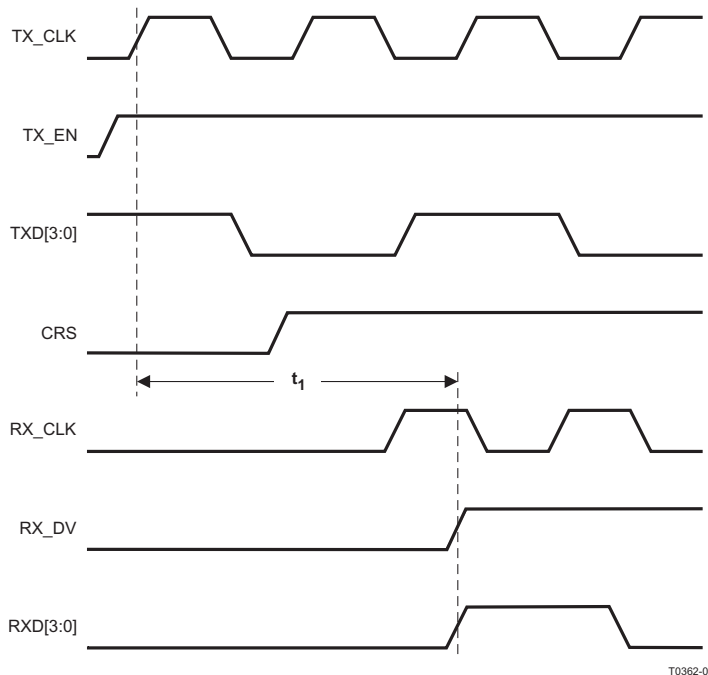 TX_CLK
TX_EN
TXD[3:0]
CRS
t1
RX_CLK
RX_DV
RXD[3:0]
T0362-0